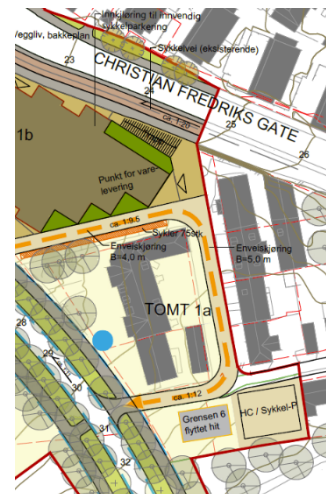 Innkjøring til innvendig
sykkelparkering
Sykkelvei (eksisterende)
/eggliv, bakkeplan
23
24
CHRISTIAN FREDRIKS GATE
ca. 1:20
25
26
1b
Punkt for vare-
levering
ca. 1:9.5
Sykler 75stk
Enveiskjøring
B=4,0 m
Enveiskjøring
B=5,0 m
TOMT 1a
28
29
30
31
32
ca. 1:12
Grensen 6
flyttet hit
HC / Sykkel-P